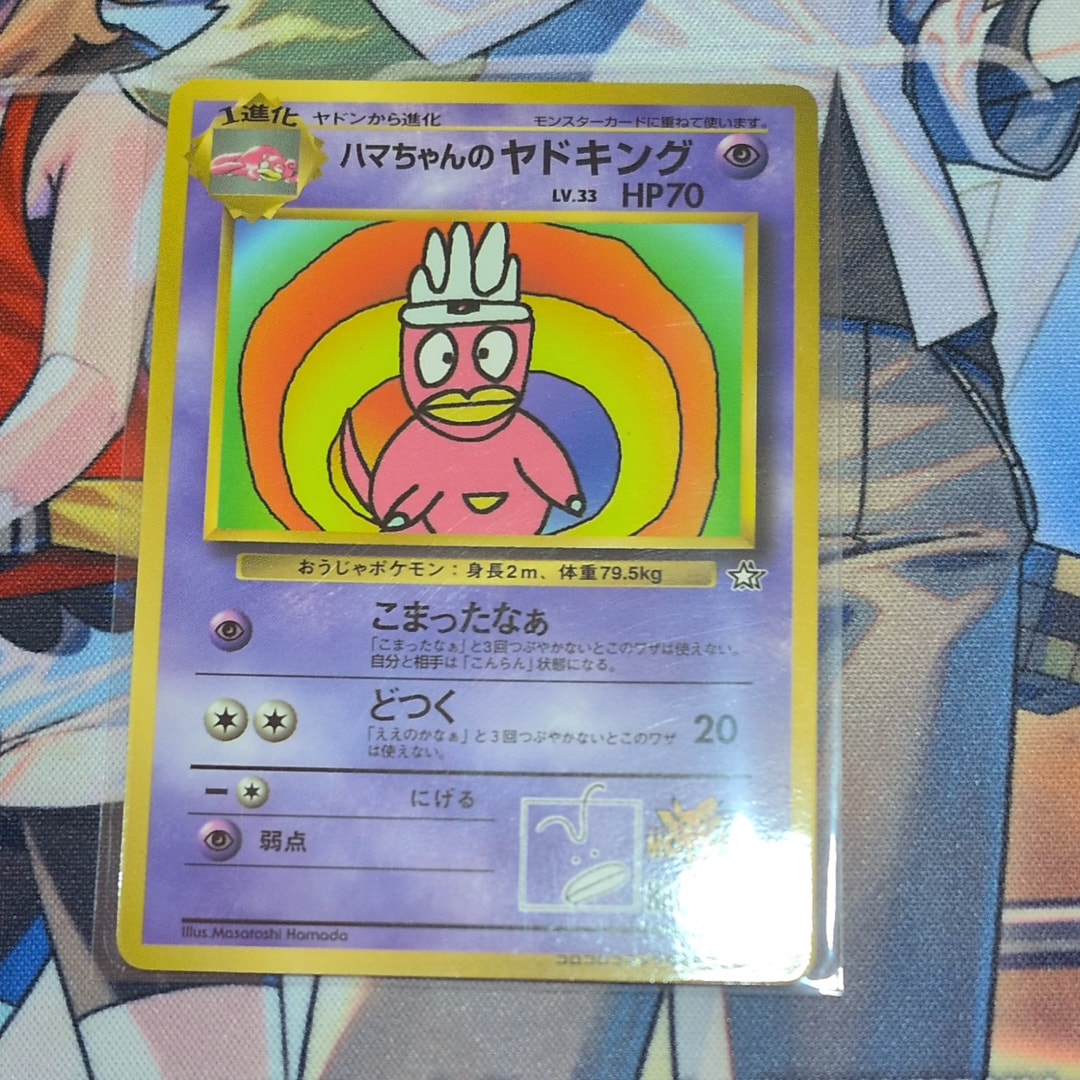 1進化 ヤドンから進化 モンスターカードに重ねて使います。
ハマちゃんの ヤドキング
LV.33 HP70
おうじゃポケモン：身長2m、体重79.5kg
こまったなぁ
「こまったなぁ」と3回つぶやかないとこのワザは使えない。
自分と相手は「こんらん」状態になる。
どつく 20
「ええのかなぁ」と3回つぶやかないとこのワザ
は使えない。
にげる
弱点
Illus.Masatoshi Hamada
コロコロコ